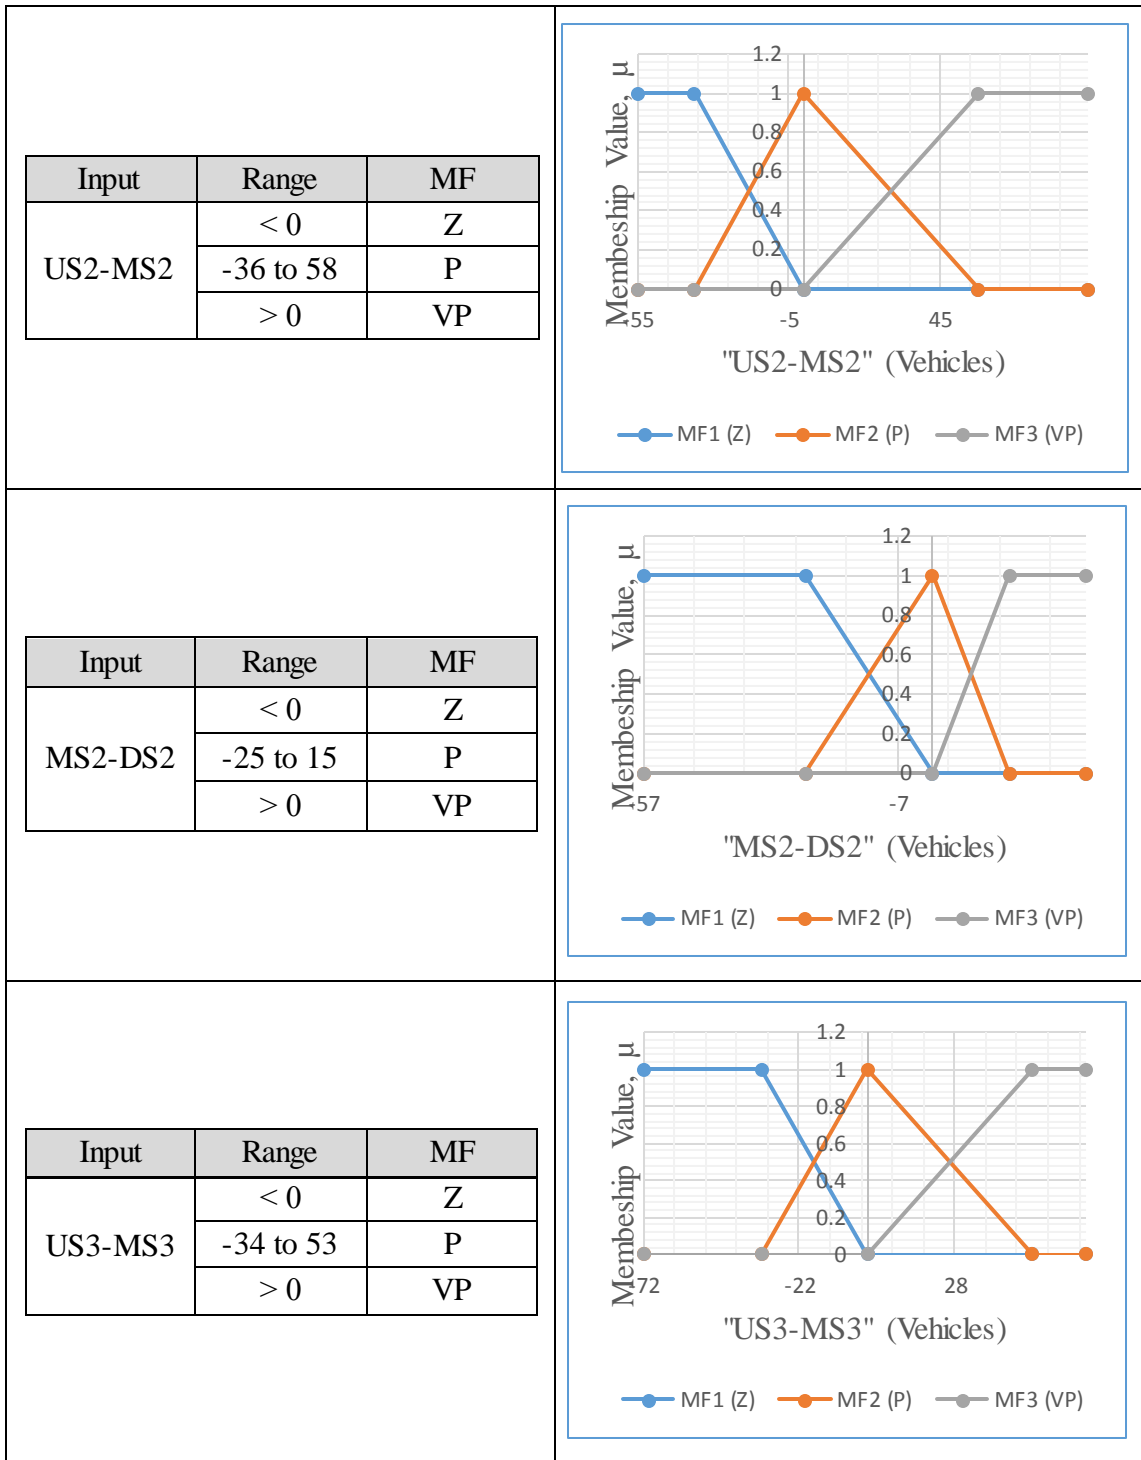 Input Range MF
US2-MS2
< 0 Z
-36 to 58 P
> 0 VP
Membeship Value, μ
1.2
1
0.8
0.6
0.4
0.2
0
-55 -5 45
"US2-MS2" (Vehicles)
MF1 (Z) MF2 (P) MF3 (VP)
Input Range MF
MS2-DS2
< 0 Z
-25 to 15 P
> 0 VP
Membeship Value, μ
1.2
1
0.8
0.6
0.4
0.2
0
-57 -7
"MS2-DS2" (Vehicles)
MF1 (Z) MF2 (P) MF3 (VP)
Input Range MF
US3-MS3
< 0 Z
-34 to 53 P
> 0 VP
Membeship Value, μ
1.2
1
0.8
0.6
0.4
0.2
0
-72 -22 28
"US3-MS3" (Vehicles)
MF1 (Z) MF2 (P) MF3 (VP)